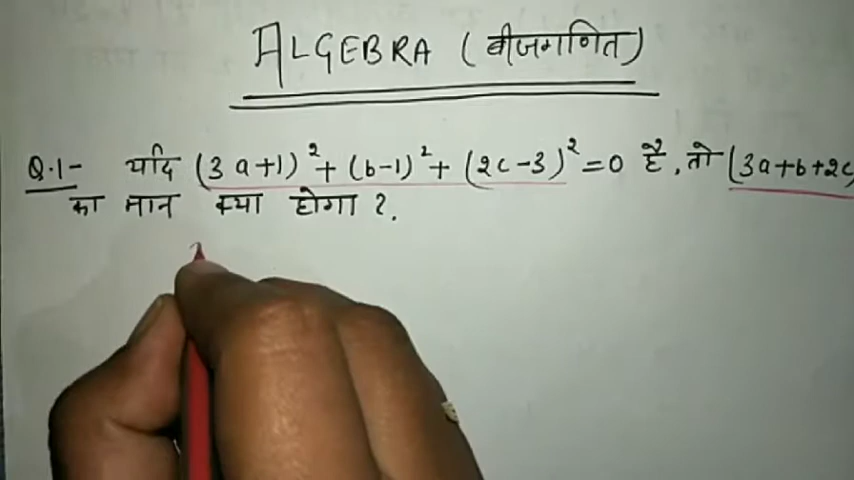 ALGEBRA (बीजगणित)
Q.1- यदि (3a+1)² + (b-1)² + (2c-3)² = 0 है, तो (3a+b+2c)
का मान क्या होगा ?.